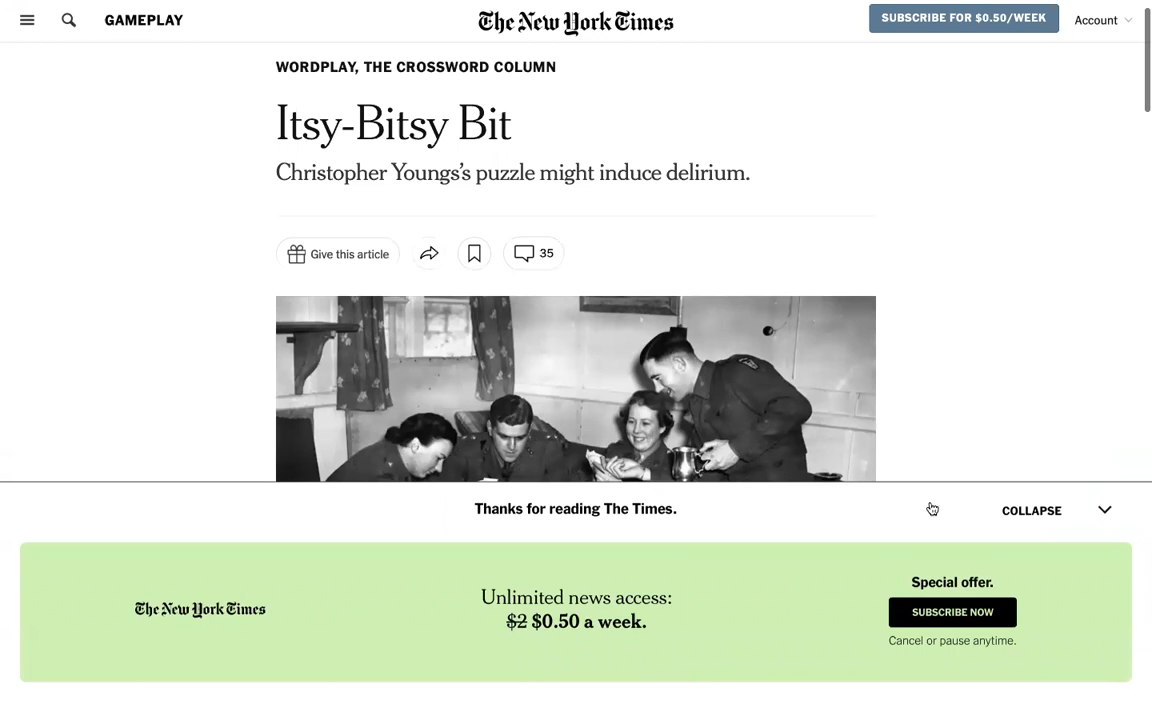 GAMEPLAY
The New York Times
SUBSCRIBE FOR $0.50/WEEK
Account
WORDPLAY, THE CROSSWORD COLUMN
Itsy-Bitsy Bit
Christopher Youngs’s puzzle might induce delirium.
Give this article
35
Thanks for reading The Times.
COLLAPSE
The New York Times
Unlimited news access:
$2 $0.50 a week.
Special offer.
SUBSCRIBE NOW
Cancel or pause anytime.